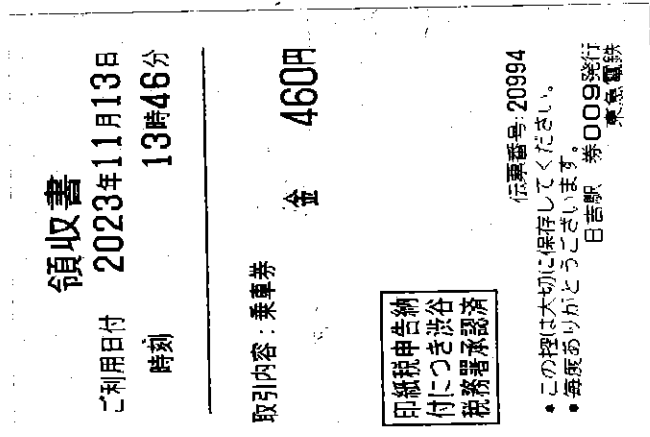 領収書
ご利用日付 2023年11月13日
時刻 13時46分
取引内容：乗車券
金 460円
印紙税申告納
付につき渋谷
税務署承認済
伝票番号:20994
• この控は大切に保存してください。
• 毎度ありがとうございます。
日吉駅 券009発行
東急電鉄